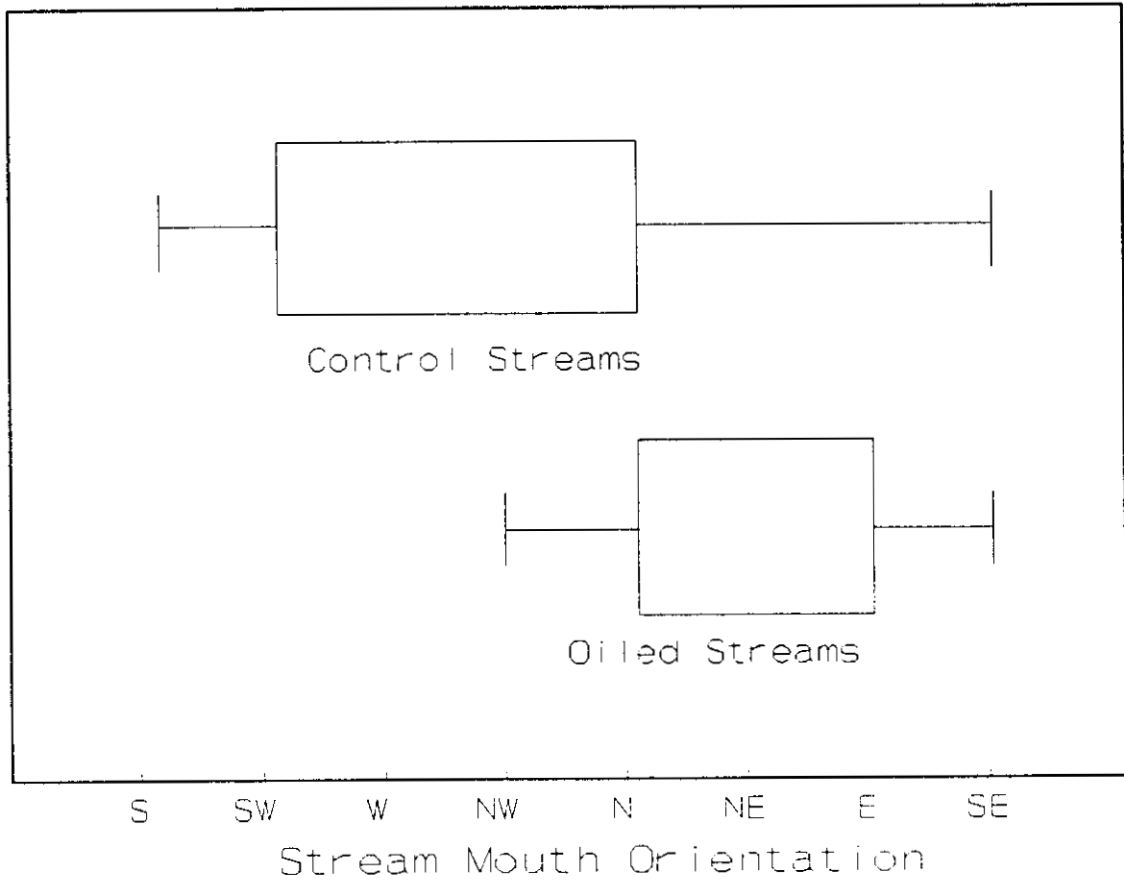 Control Streams
Oiled Streams
S SW W NW N NE E SE
Stream Mouth Orientation